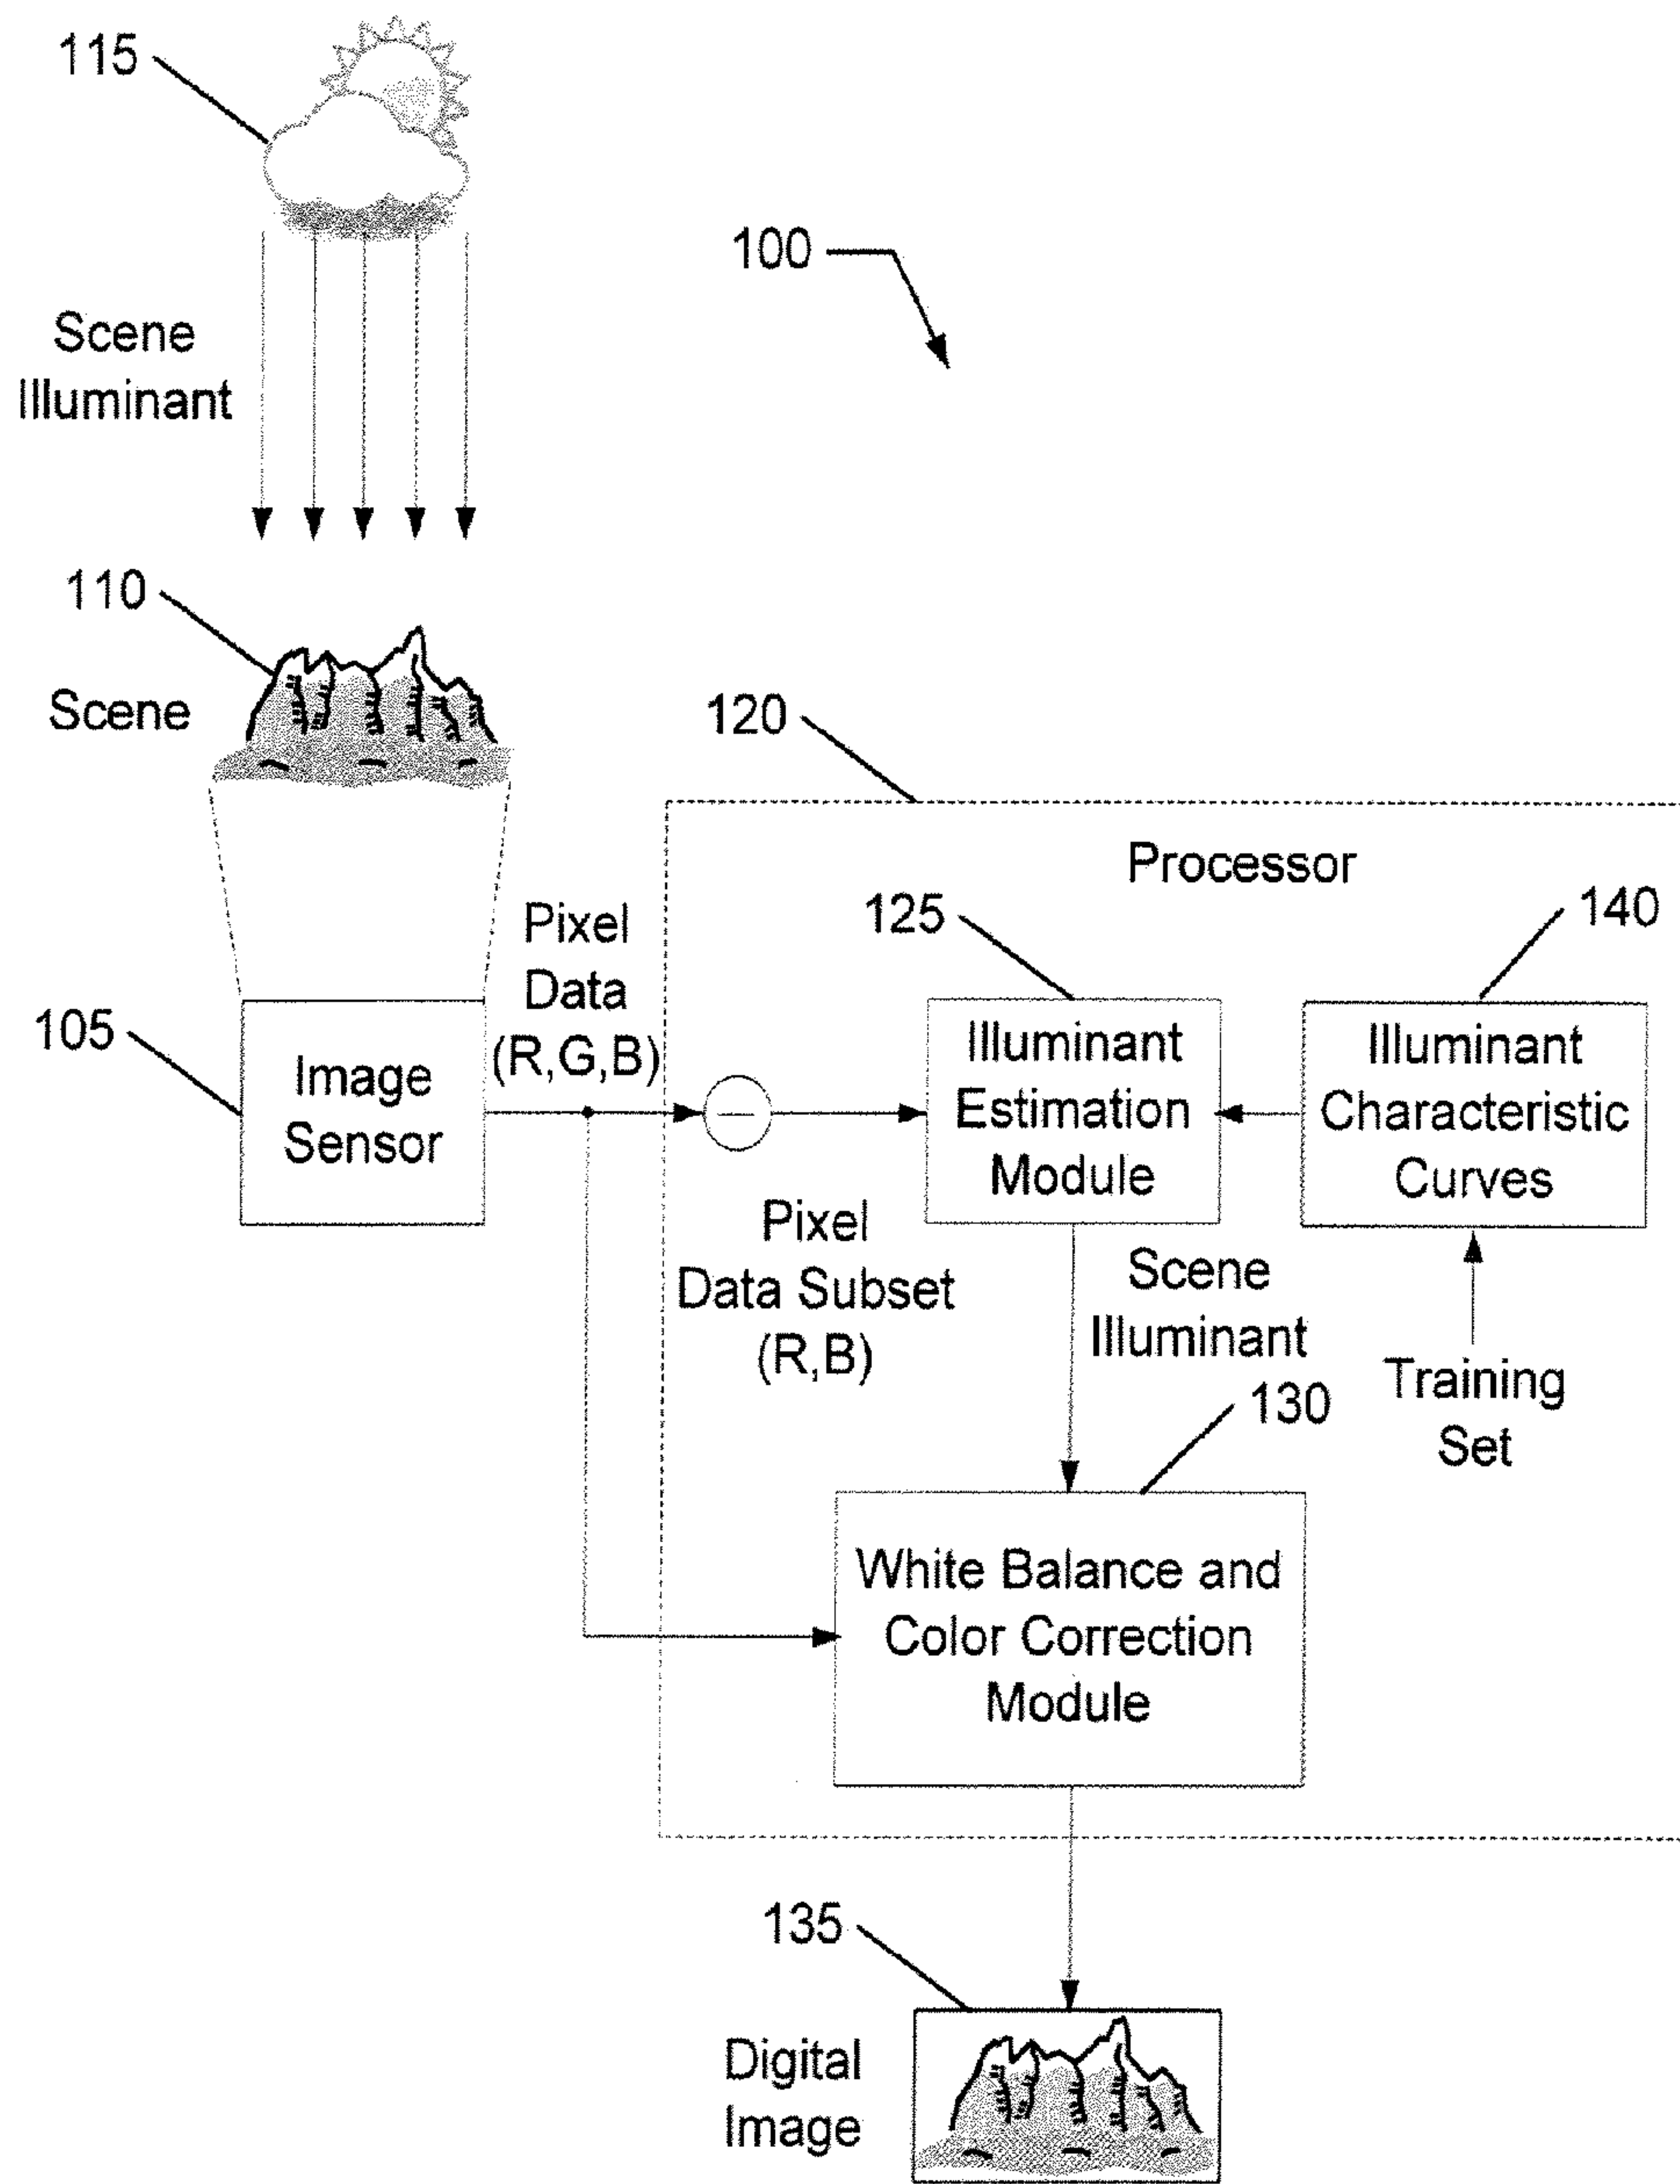 115
100
Scene
Illuminant
110
Scene
120
Processor
125
140
Pixel
Data
(R,G,B)
105
Image
Sensor
Illuminant
Estimation
Module
Illuminant
Characteristic
Curves
Pixel
Data Subset
(R,B)
Scene
Illuminant
130
Training
Set
White Balance and
Color Correction
Module
135
Digital
Image